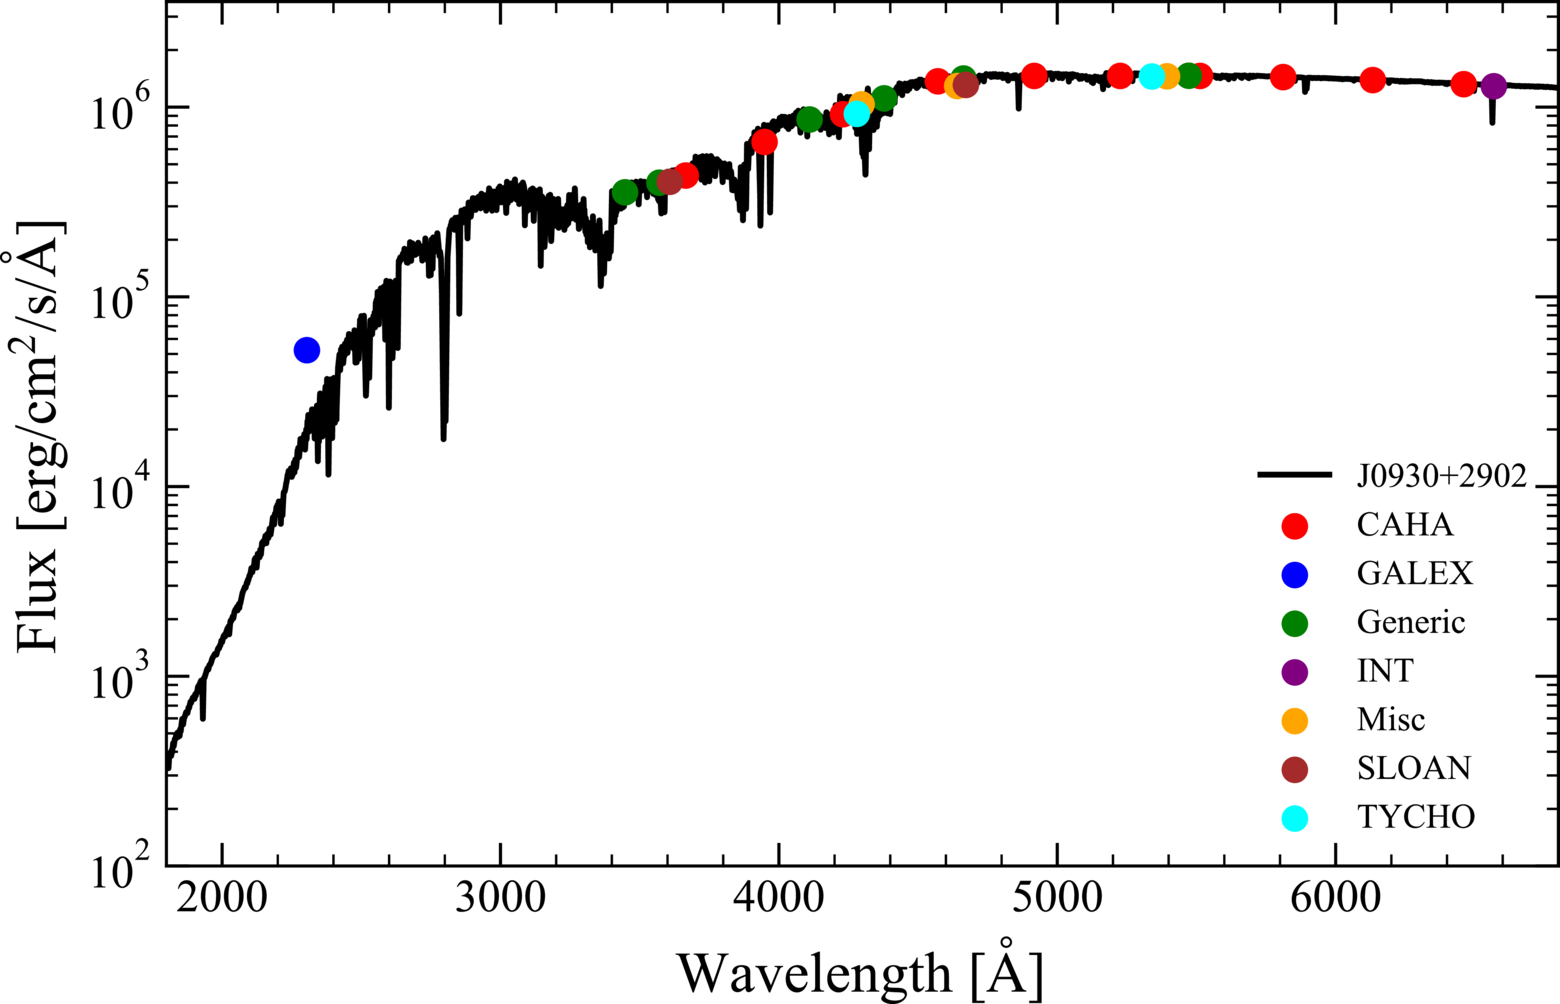 Flux [erg/cm²/s/Å]
10⁶
10⁵
10⁴
10³
10²
2000 3000 4000 5000 6000
Wavelength [Å]
J0930+2902
CAHA
GALEX
Generic
INT
Misc
SLOAN
TYCHO